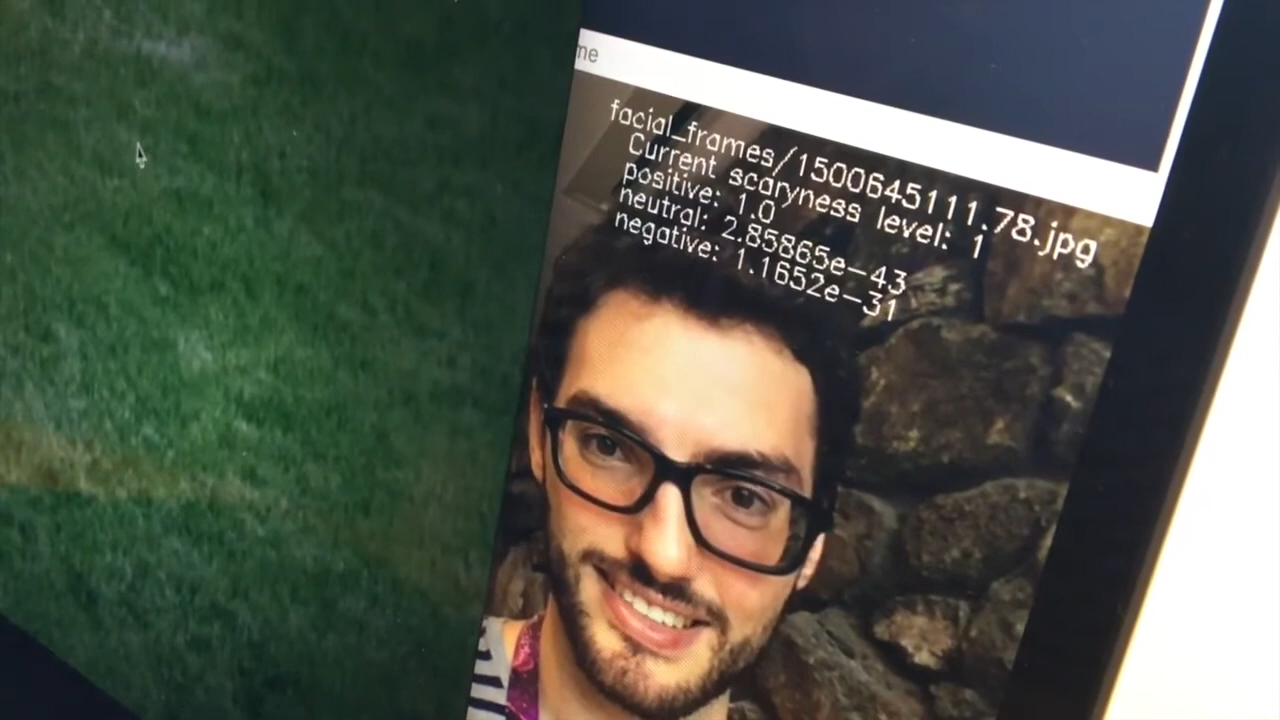 me
facial_frames/1500645111.78.jpg
Current scaryness level: 1
positive: 1.0
neutral: 2.85865e-43
negative: 1.1652e-31